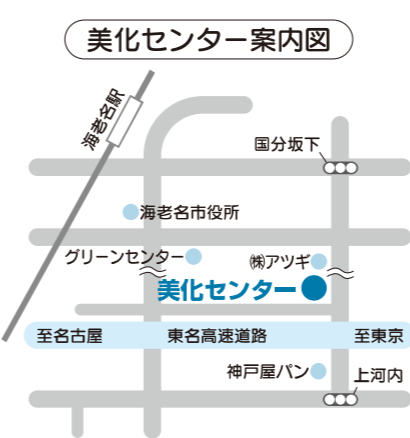 美化センター案内図
海老名駅
国分坂下
海老名市役所
グリーンセンター
㈱アツギ
美化センター
至名古屋
東名高速道路
至東京
神戸屋パン
上河内